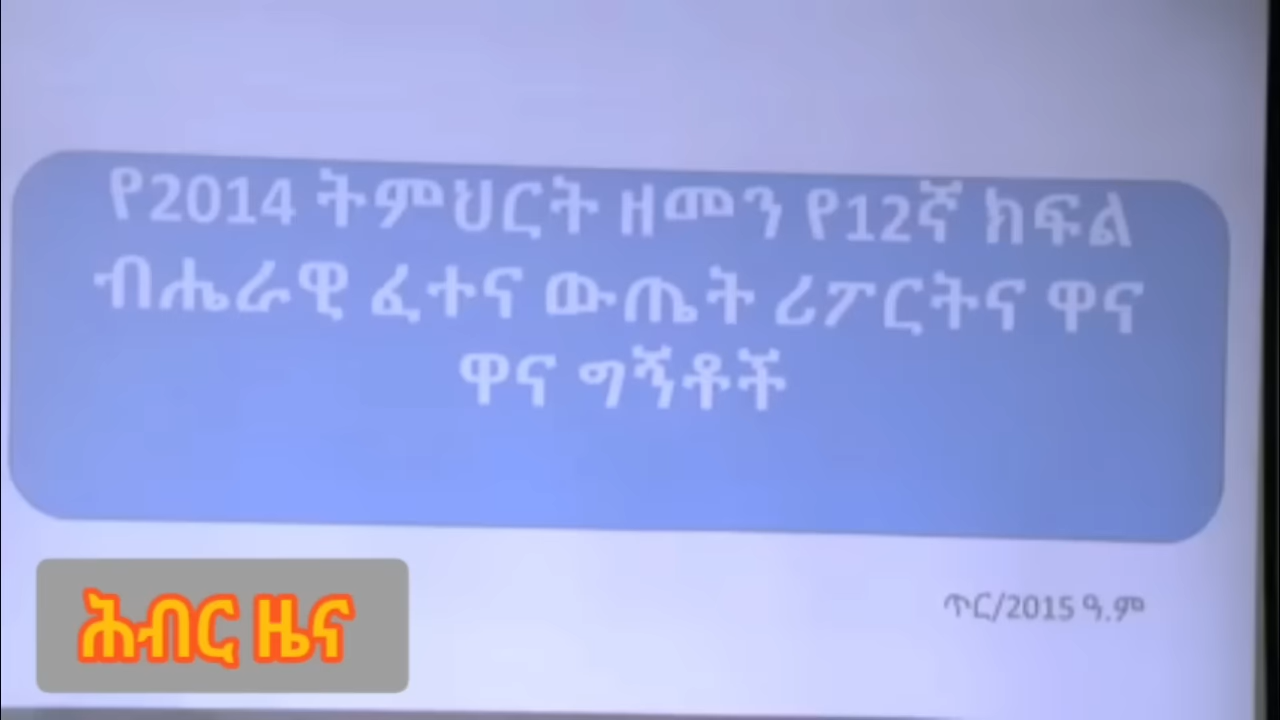 የ2014 ትምህርት ዘመን የ12ኛ ክፍል
ብሔራዊ ፈተና ውጤት ሪፖርትና ዋና
ዋና ግኝቶች
ጥር/2015 ዓ.ም
ሕብር ዜና